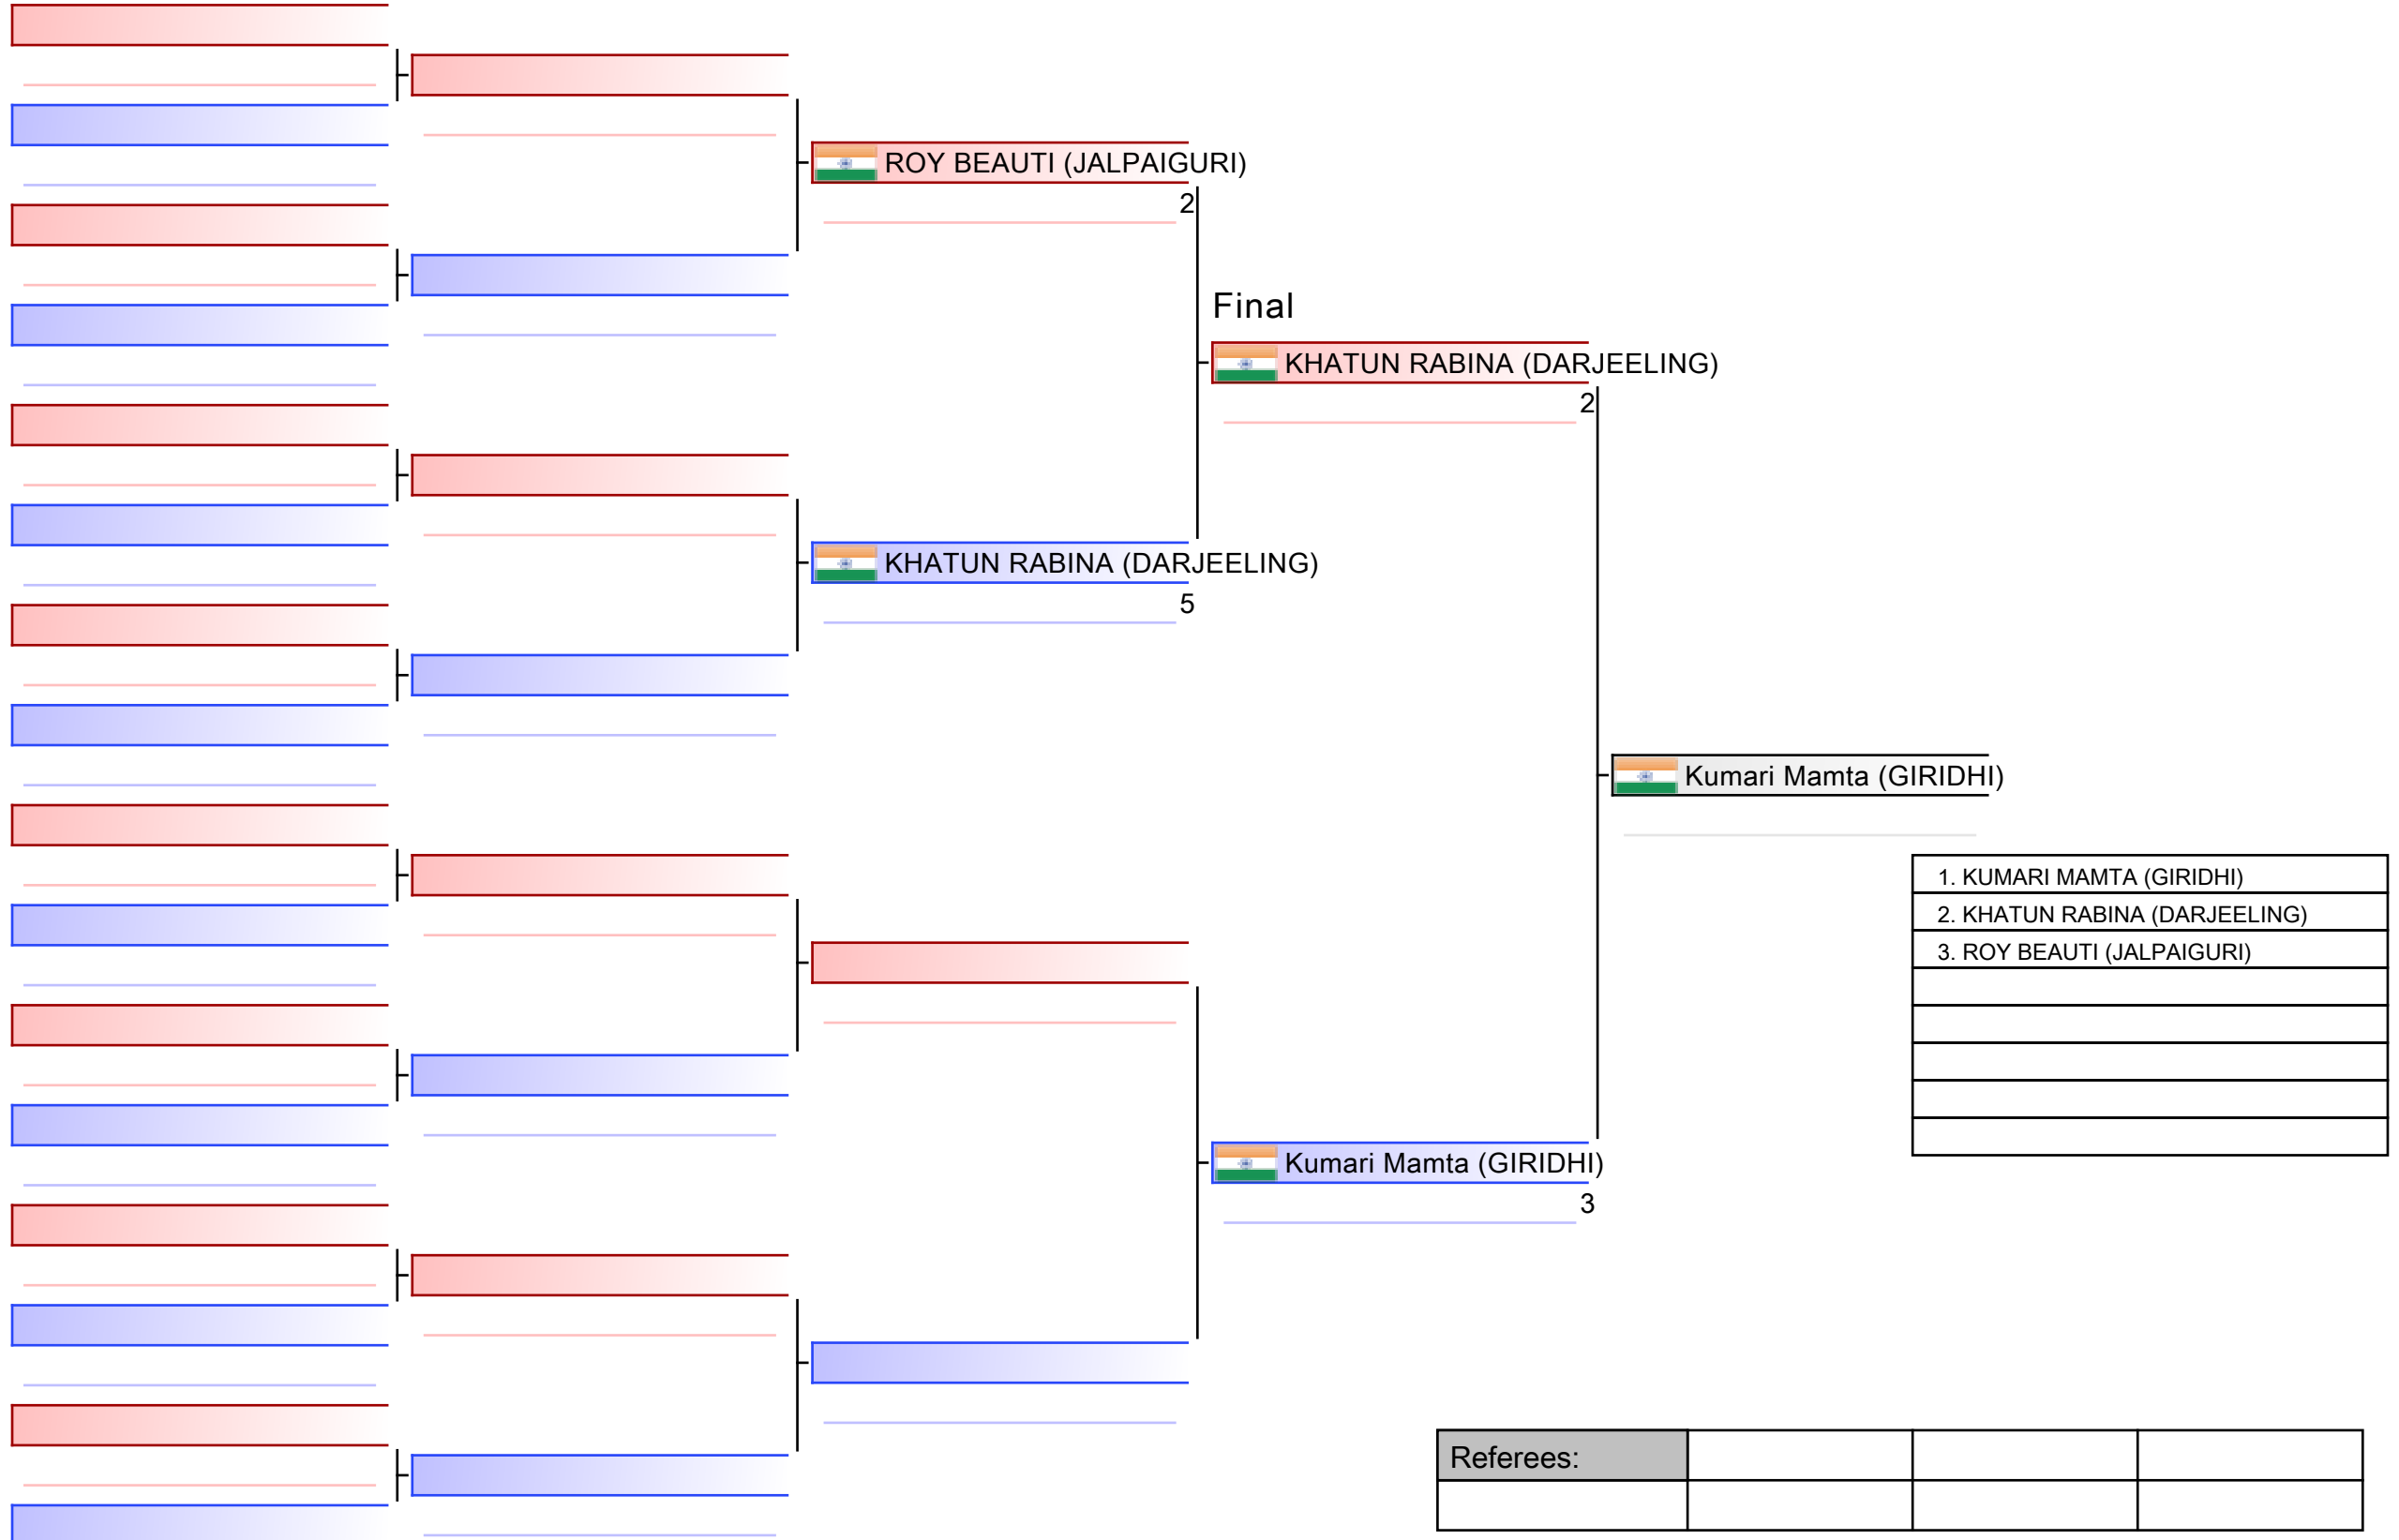 ROY BEAUTI (JALPAIGURI)
2
Final
KHATUN RABINA (DARJEELING)
2
KHATUN RABINA (DARJEELING)
5
Kumari Mamta (GIRIDHI)
1. KUMARI MAMTA (GIRIDHI)
2. KHATUN RABINA (DARJEELING)
3. ROY BEAUTI (JALPAIGURI)
Kumari Mamta (GIRIDHI)
3
Referees: